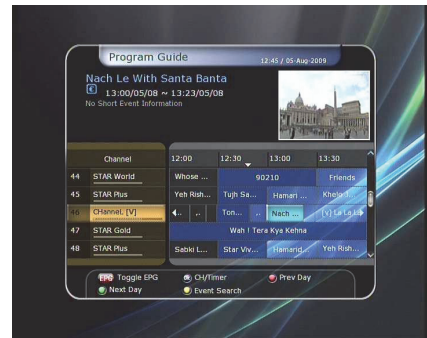 Program Guide
12:45 / 05-Aug-2009
Nach Le With Santa Banta
€ 13:00/05/08 ~ 13:23/05/08
No Short Event Information
Channel 12:00 12:30 13:00 13:30
44 STAR World Whose ... 90210 Friends
45 STAR Plus Yeh Rish... Tujh Sa... Hamari ... Khelo
46 CHanneL [V] .. .. Ton... .. Nach ... [v] La La L
47 STAR Gold Wah ! Tera Kya Kehna
48 STAR Plus Sabki L... Star Viv... Hamarid... Yeh Rish...
EPG Toggle EPG CH/Timer Prev Day
Next Day Event Search